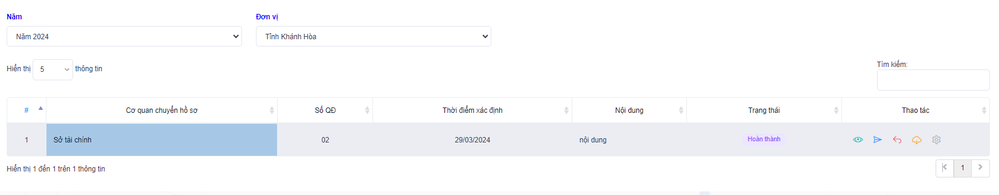 Năm
Đơn vị
Năm 2024
Tỉnh Khánh Hòa
Hiển thị 5 thông tin
Tìm kiếm:
# Cơ quan chuyển hồ sơ Số QĐ Thời điểm xác định Nội dung Trạng thái Thao tác
1 Sở tài chính 02 29/03/2024 nội dung Hoàn thành
Hiển thị 1 đến 1 trên 1 thông tin
1